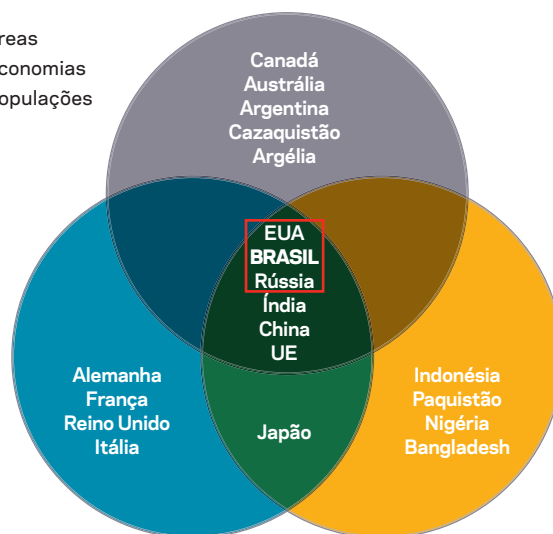 reas
conomias
opulações
Canadá
Austrália
Argentina
Cazaquistão
Argélia
EUA
BRASIL
Rússia
Índia
China
UE
Alemanha
França
Reino Unido
Itália
Japão
Indonésia
Paquistão
Nigéria
Bangladesh